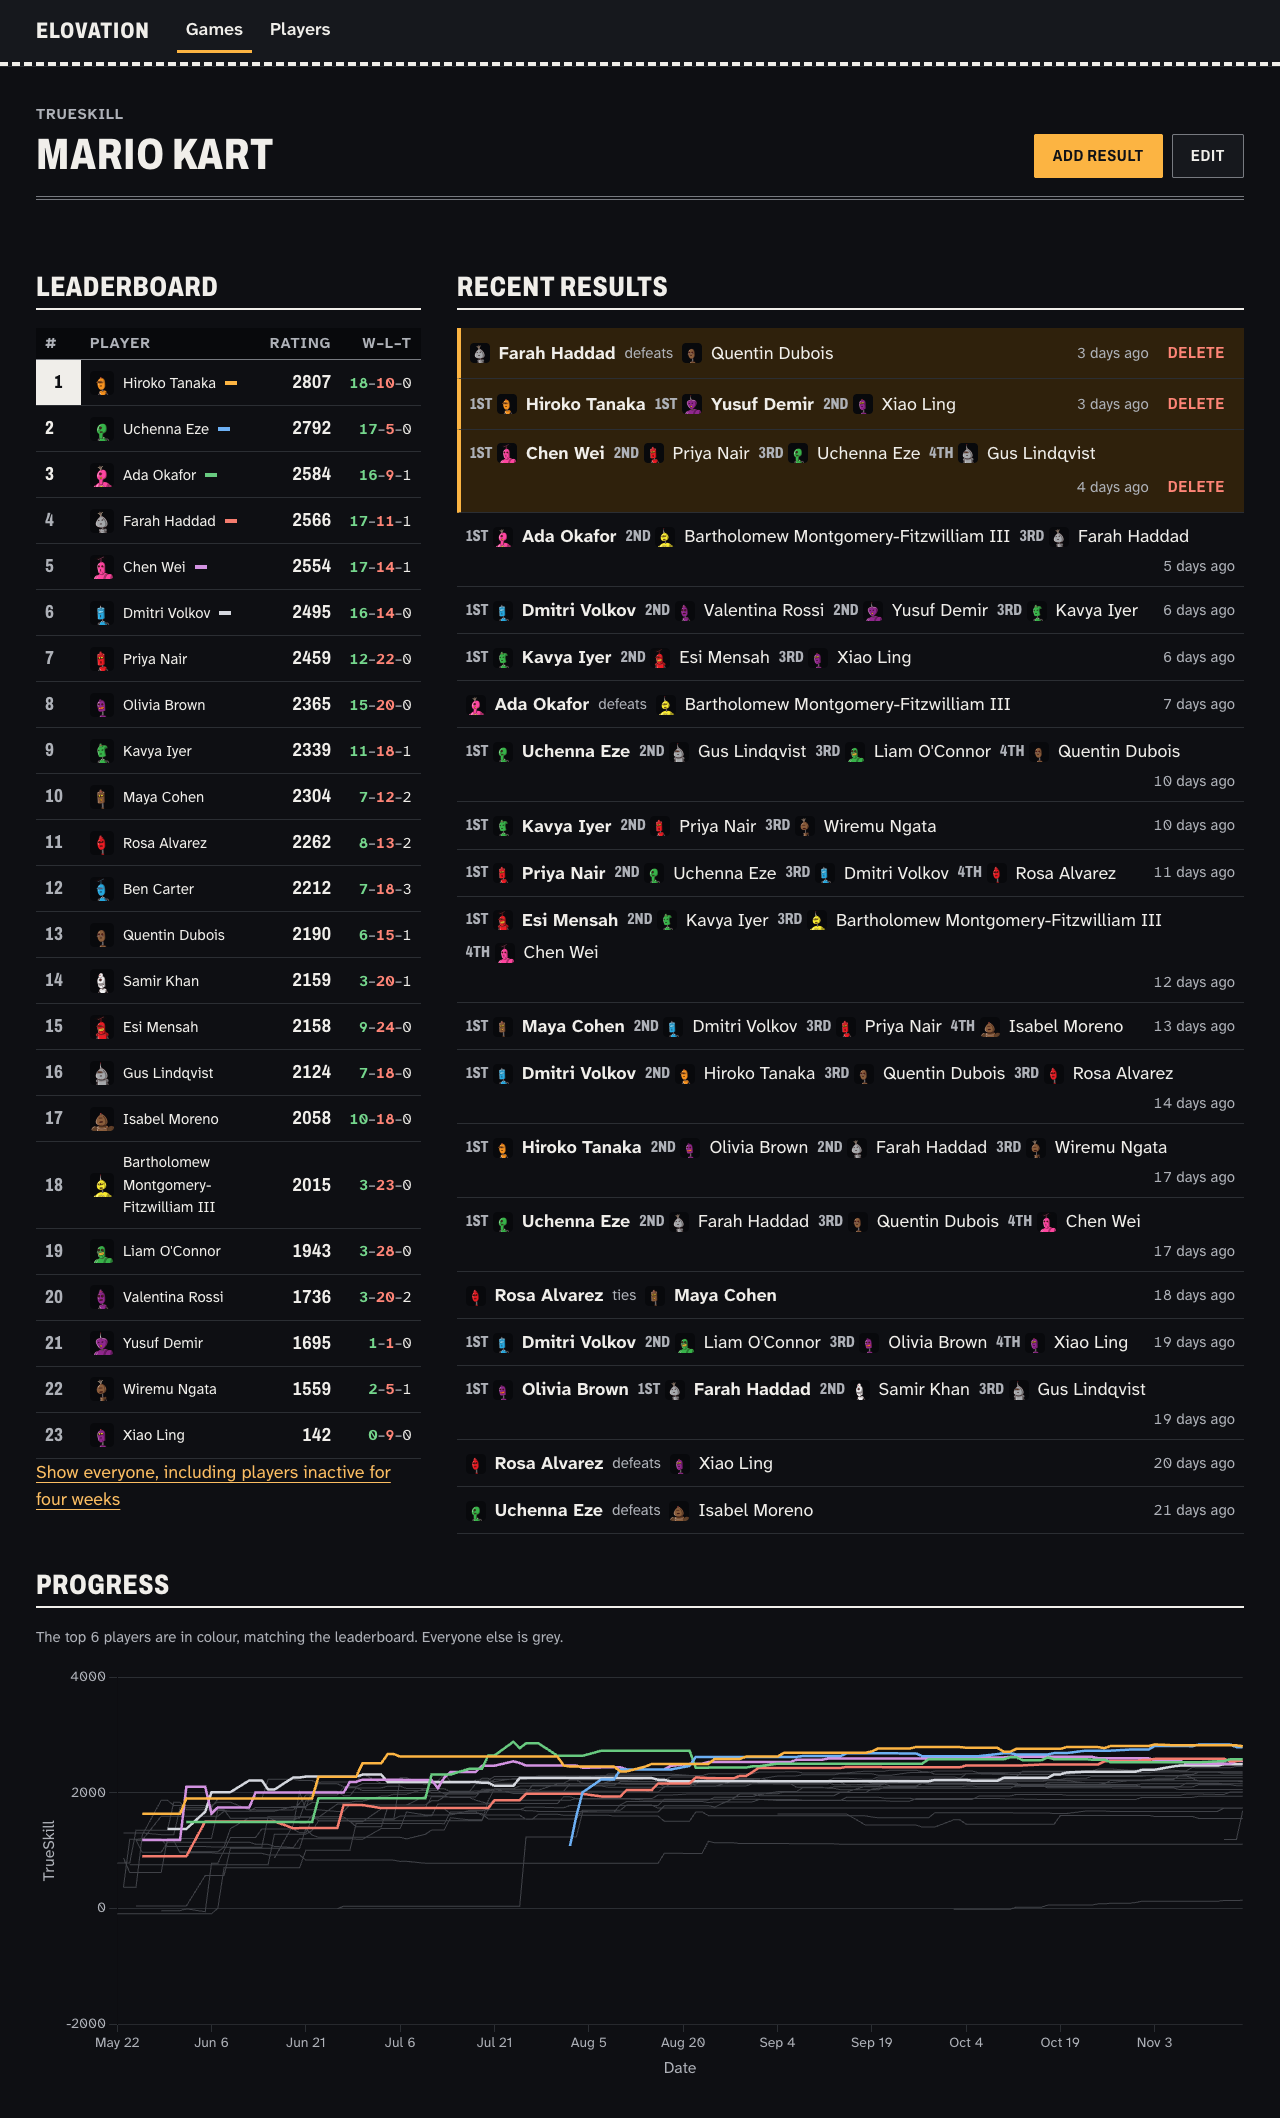 ELOVATION Games Players
TRUESKILL
MARIO KART
ADD RESULT EDIT
LEADERBOARD
# PLAYER RATING W–L–T
1 Hiroko Tanaka 2807 18–10–0
2 Uchenna Eze 2792 17–5–0
3 Ada Okafor 2584 16–9–1
4 Farah Haddad 2566 17–11–1
5 Chen Wei 2554 17–14–1
6 Dmitri Volkov 2495 16–14–0
7 Priya Nair 2459 12–22–0
8 Olivia Brown 2365 15–20–0
9 Kavya Iyer 2339 11–18–1
10 Maya Cohen 2304 7–12–2
11 Rosa Alvarez 2262 8–13–2
12 Ben Carter 2212 7–18–3
13 Quentin Dubois 2190 6–15–1
14 Samir Khan 2159 3–20–1
15 Esi Mensah 2158 9–24–0
16 Gus Lindqvist 2124 7–18–0
17 Isabel Moreno 2058 10–18–0
18 Bartholomew Montgomery-Fitzwilliam III 2015 3–23–0
19 Liam O'Connor 1943 3–28–0
20 Valentina Rossi 1736 3–20–2
21 Yusuf Demir 1695 1–1–0
22 Wiremu Ngata 1559 2–5–1
23 Xiao Ling 142 0–9–0
Show everyone, including players inactive for
four weeks
RECENT RESULTS
Farah Haddad defeats Quentin Dubois 3 days ago DELETE
1ST Hiroko Tanaka 1ST Yusuf Demir 2ND Xiao Ling 3 days ago DELETE
1ST Chen Wei 2ND Priya Nair 3RD Uchenna Eze 4TH Gus Lindqvist
4 days ago DELETE
1ST Ada Okafor 2ND Bartholomew Montgomery-Fitzwilliam III 3RD Farah Haddad
5 days ago
1ST Dmitri Volkov 2ND Valentina Rossi 2ND Yusuf Demir 3RD Kavya Iyer 6 days ago
1ST Kavya Iyer 2ND Esi Mensah 3RD Xiao Ling 6 days ago
Ada Okafor defeats Bartholomew Montgomery-Fitzwilliam III 7 days ago
1ST Uchenna Eze 2ND Gus Lindqvist 3RD Liam O'Connor 4TH Quentin Dubois
10 days ago
1ST Kavya Iyer 2ND Priya Nair 3RD Wiremu Ngata 10 days ago
1ST Priya Nair 2ND Uchenna Eze 3RD Dmitri Volkov 4TH Rosa Alvarez 11 days ago
1ST Esi Mensah 2ND Kavya Iyer 3RD Bartholomew Montgomery-Fitzwilliam III
4TH Chen Wei
12 days ago
1ST Maya Cohen 2ND Dmitri Volkov 3RD Priya Nair 4TH Isabel Moreno 13 days ago
1ST Dmitri Volkov 2ND Hiroko Tanaka 3RD Quentin Dubois 3RD Rosa Alvarez
14 days ago
1ST Hiroko Tanaka 2ND Olivia Brown 2ND Farah Haddad 3RD Wiremu Ngata
17 days ago
1ST Uchenna Eze 2ND Farah Haddad 3RD Quentin Dubois 4TH Chen Wei
17 days ago
Rosa Alvarez ties Maya Cohen 18 days ago
1ST Dmitri Volkov 2ND Liam O'Connor 3RD Olivia Brown 4TH Xiao Ling 19 days ago
1ST Olivia Brown 1ST Farah Haddad 2ND Samir Khan 3RD Gus Lindqvist
19 days ago
Rosa Alvarez defeats Xiao Ling 20 days ago
Uchenna Eze defeats Isabel Moreno 21 days ago
PROGRESS
The top 6 players are in colour, matching the leaderboard. Everyone else is grey.
4000
2000
0
-2000
TrueSkill
May 22 Jun 6 Jun 21 Jul 6 Jul 21 Aug 5 Aug 20 Sep 4 Sep 19 Oct 4 Oct 19 Nov 3
Date